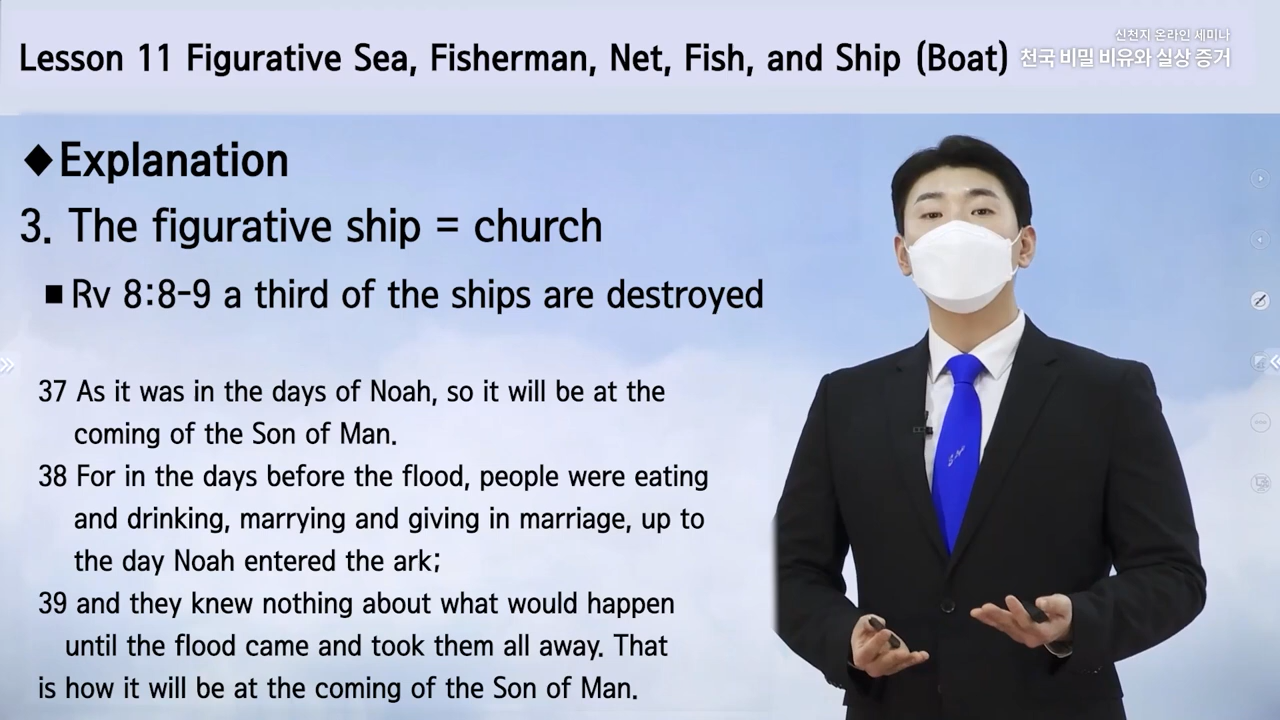 Lesson 11 Figurative Sea, Fisherman, Net, Fish, and Ship (Boat)
신천지 온라인 세미나
천국 비밀 비유와 실상 증거
◆Explanation
3. The figurative ship = church
■ Rv 8:8-9 a third of the ships are destroyed
37 As it was in the days of Noah, so it will be at the
coming of the Son of Man.
38 For in the days before the flood, people were eating
and drinking, marrying and giving in marriage, up to
the day Noah entered the ark;
39 and they knew nothing about what would happen
until the flood came and took them all away. That
is how it will be at the coming of the Son of Man.